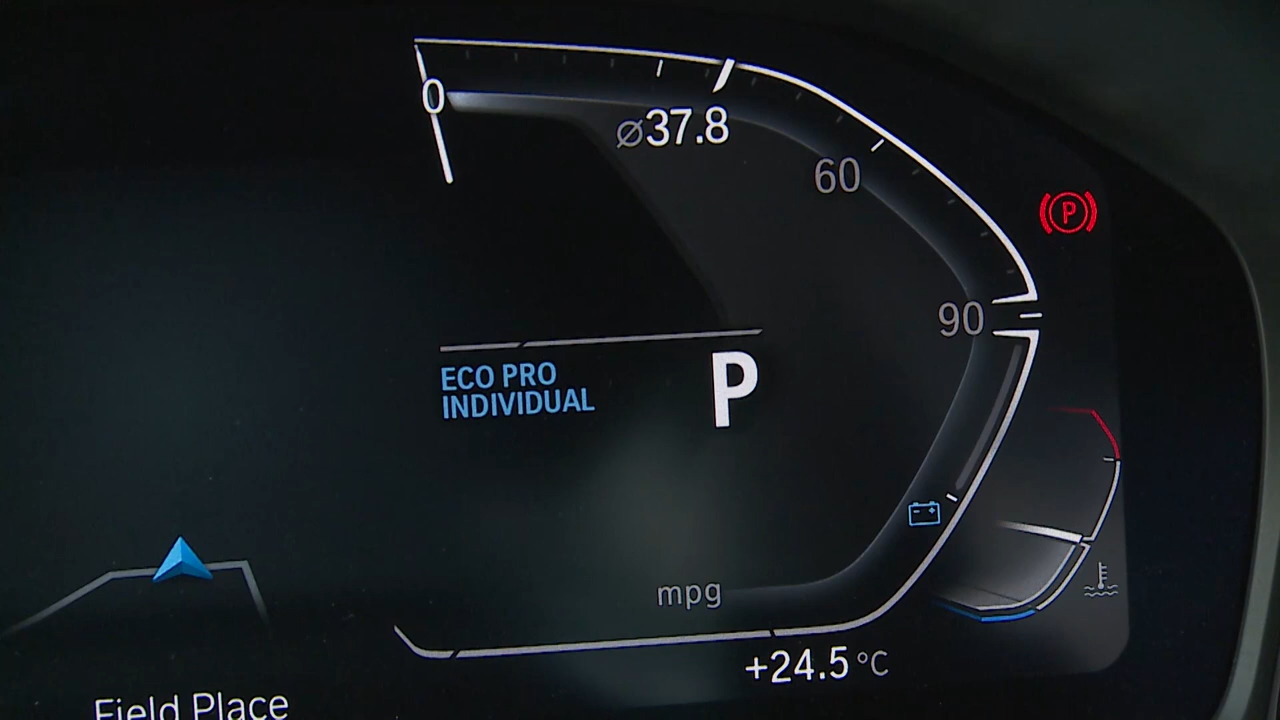 0
⌀37.8
60
P
90
ECO PRO
INDIVIDUAL
P
mpg
+24.5 °C
Field Place